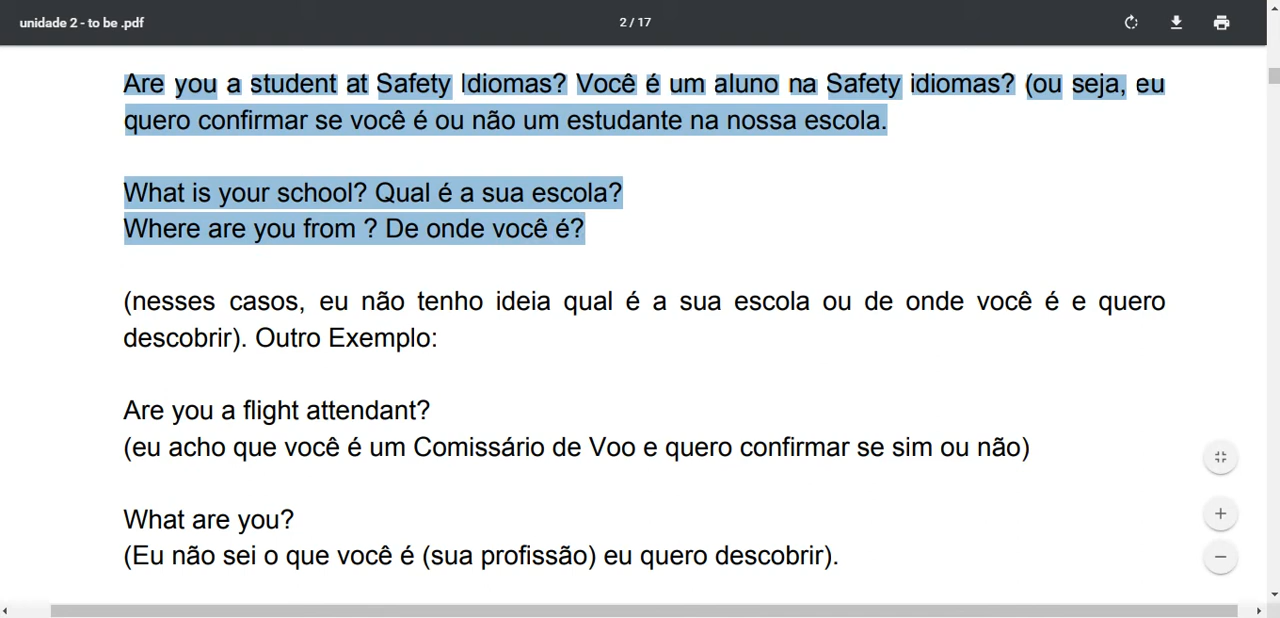 unidade 2 - to be .pdf
2 / 17
Are you a student at Safety Idiomas? Você é um aluno na Safety idiomas? (ou seja, eu
quero confirmar se você é ou não um estudante na nossa escola.
What is your school? Qual é a sua escola?
Where are you from ? De onde você é?
(nesses casos, eu não tenho ideia qual é a sua escola ou de onde você é e quero
descobrir). Outro Exemplo:
Are you a flight attendant?
(eu acho que você é um Comissário de Voo e quero confirmar se sim ou não)
What are you?
(Eu não sei o que você é (sua profissão) eu quero descobrir).